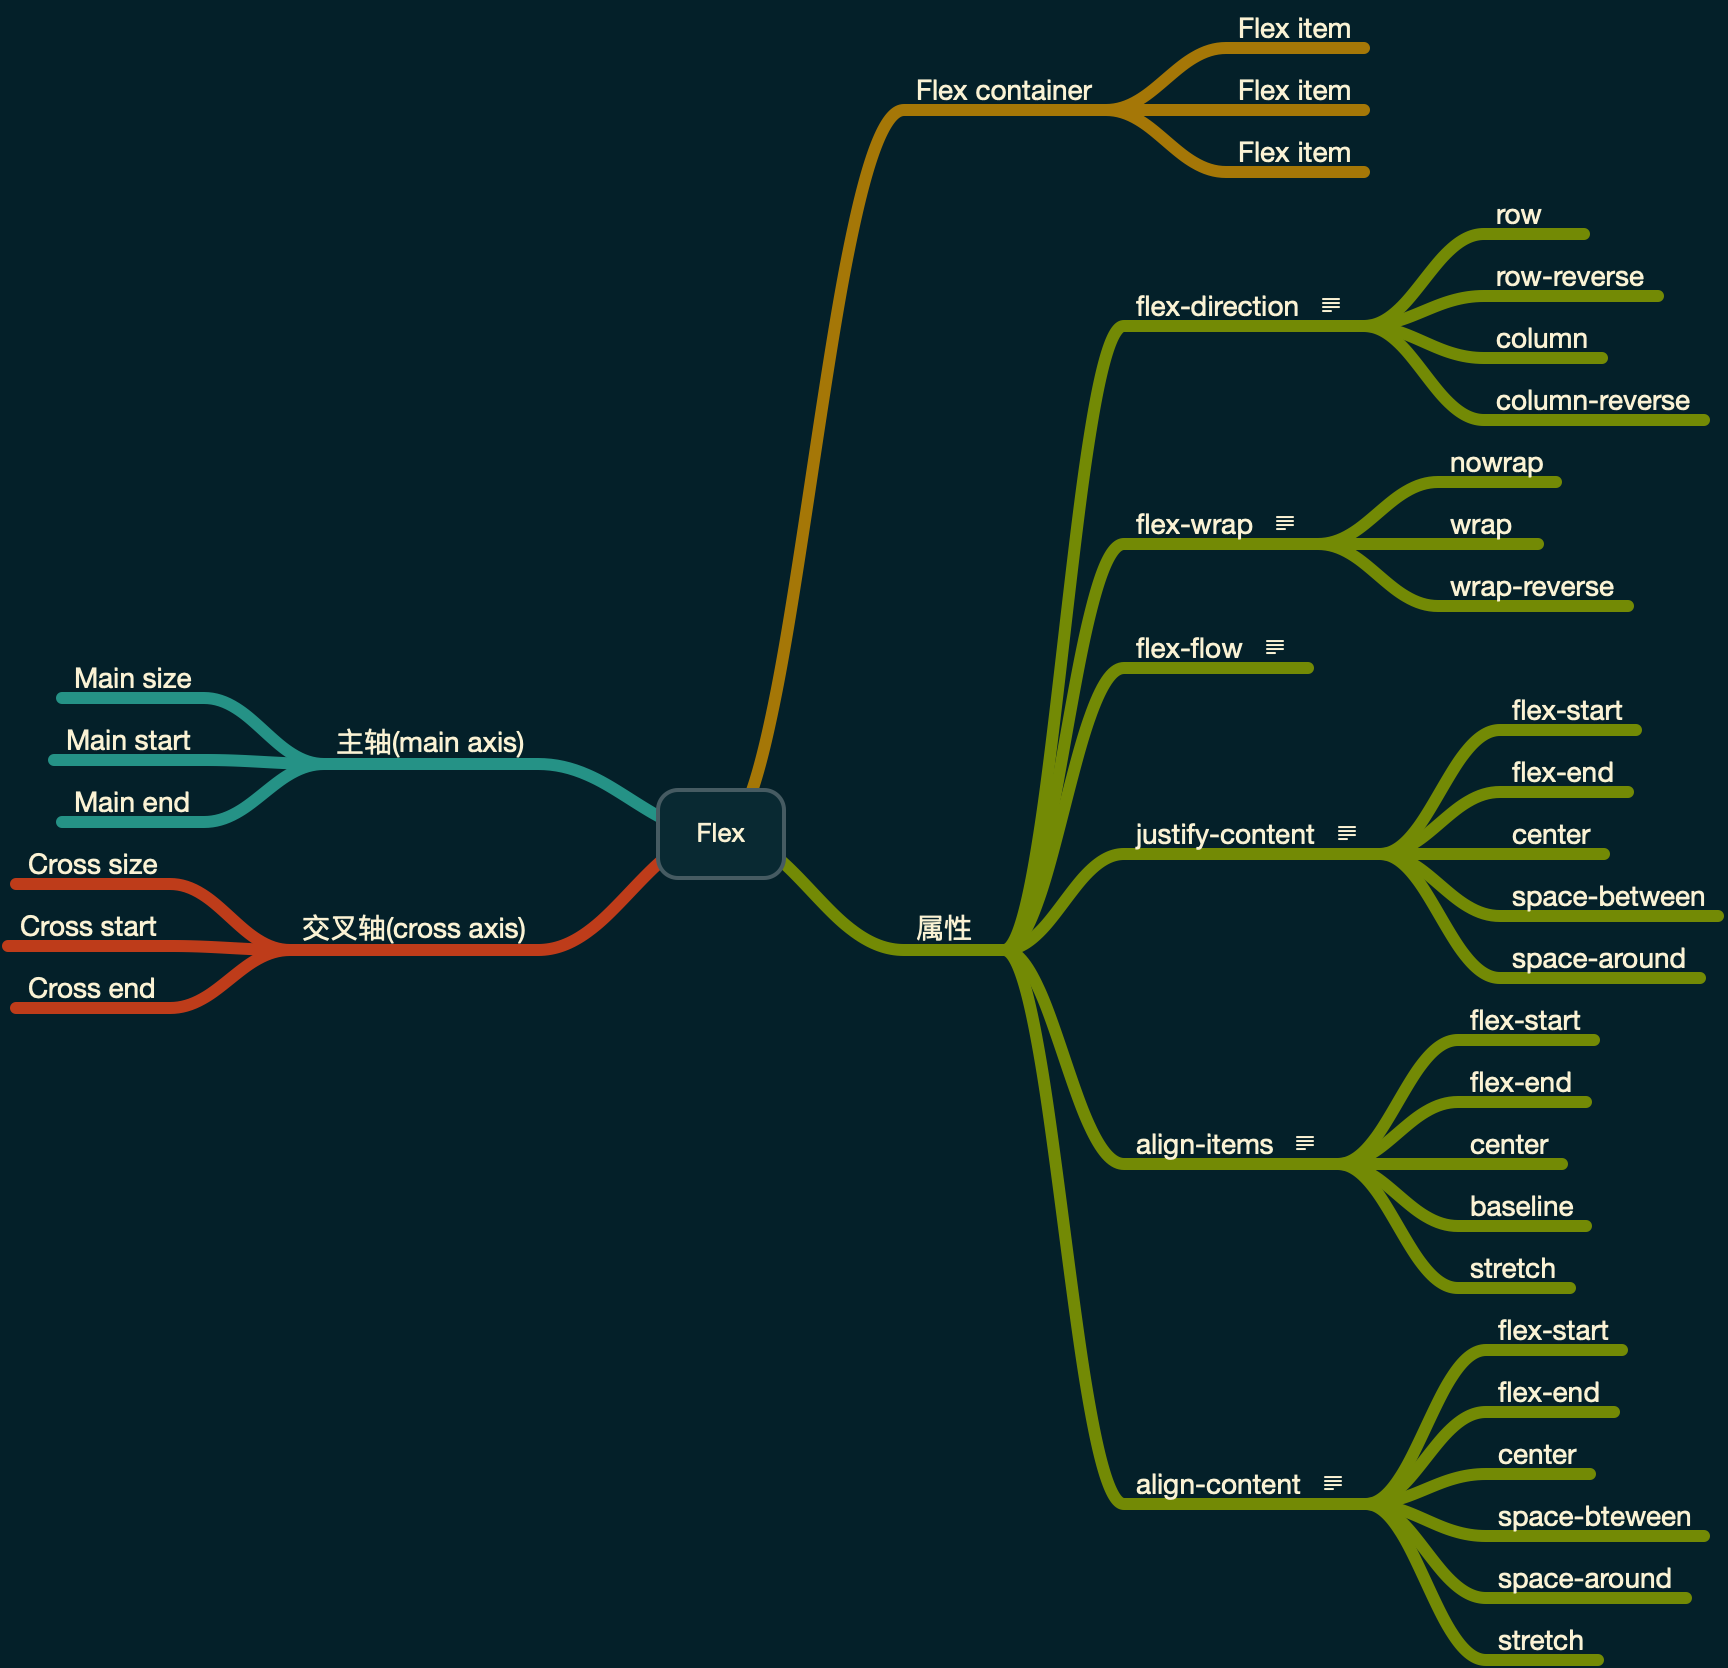 Flex
Flex container
Flex item
Flex item
Flex item
属性
flex-direction
row
row-reverse
column
column-reverse
flex-wrap
nowrap
wrap
wrap-reverse
flex-flow
justify-content
flex-start
flex-end
center
space-between
space-around
align-items
flex-start
flex-end
center
baseline
stretch
align-content
flex-start
flex-end
center
space-bteween
space-around
stretch
主轴(main axis)
Main size
Main start
Main end
交叉轴(cross axis)
Cross size
Cross start
Cross end